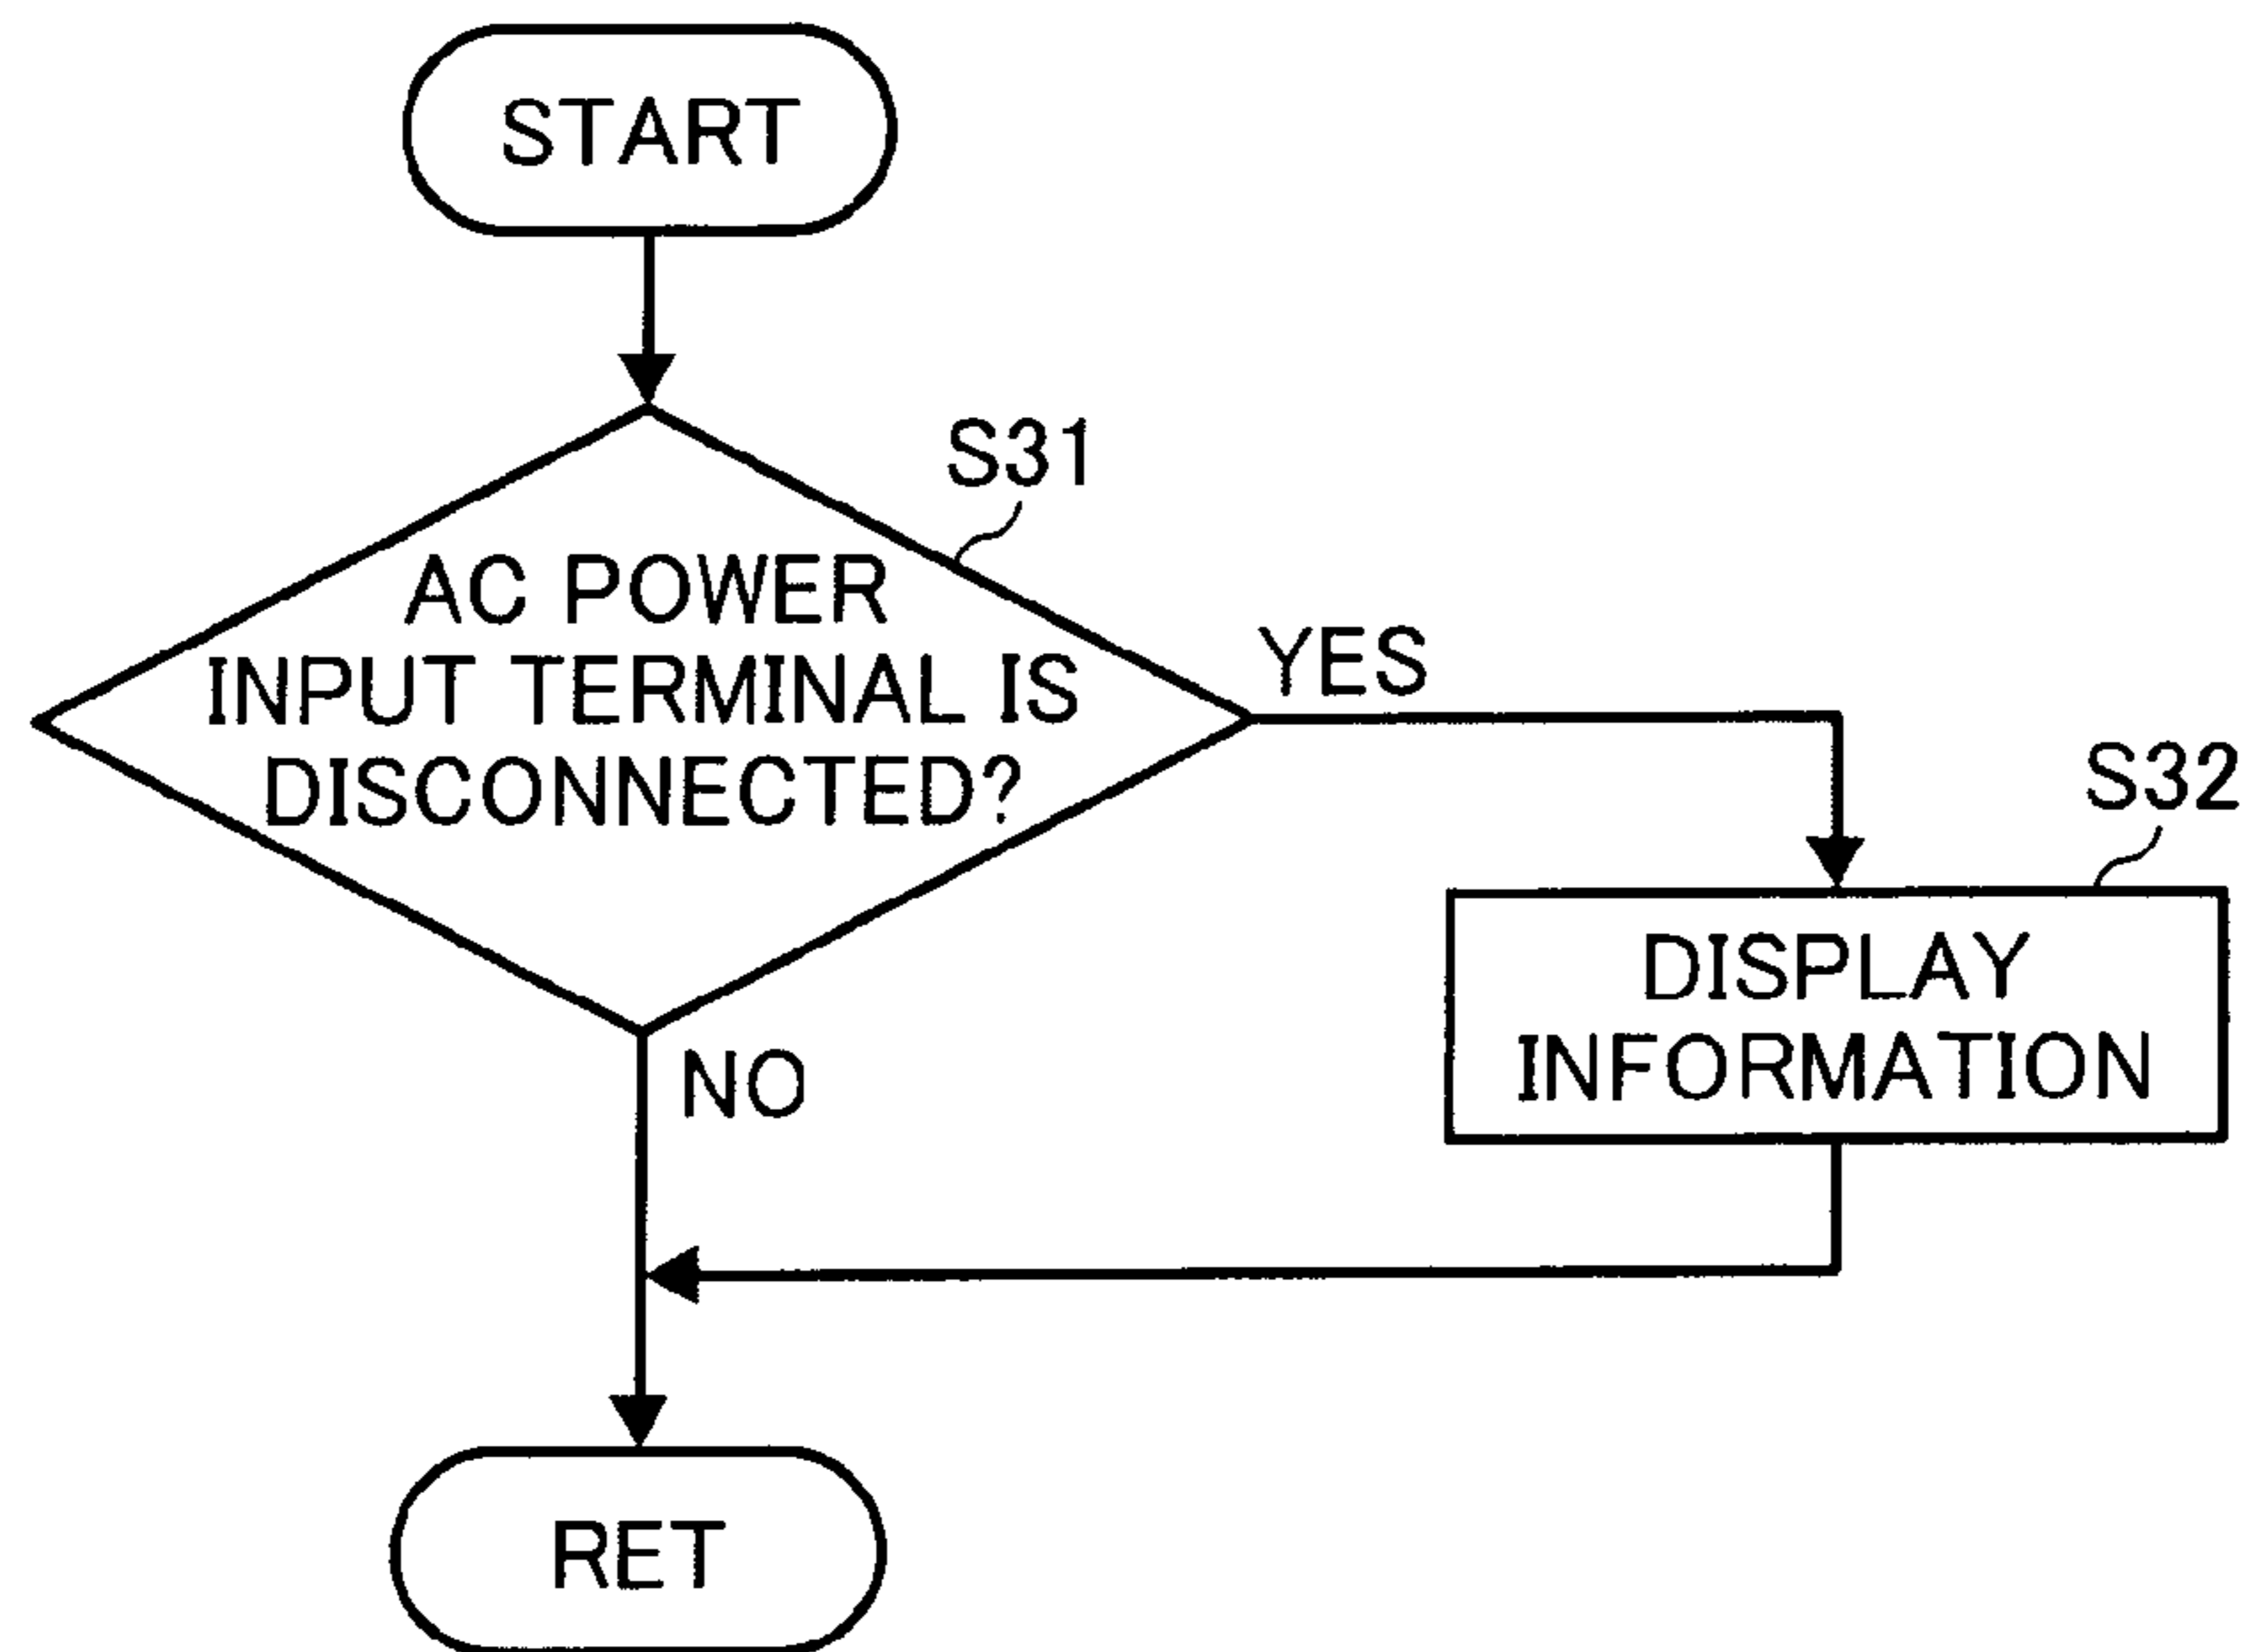 START
S31
AC POWER
INPUT TERMINAL IS
DISCONNECTED?
YES
S32
DISPLAY
INFORMATION
NO
RET